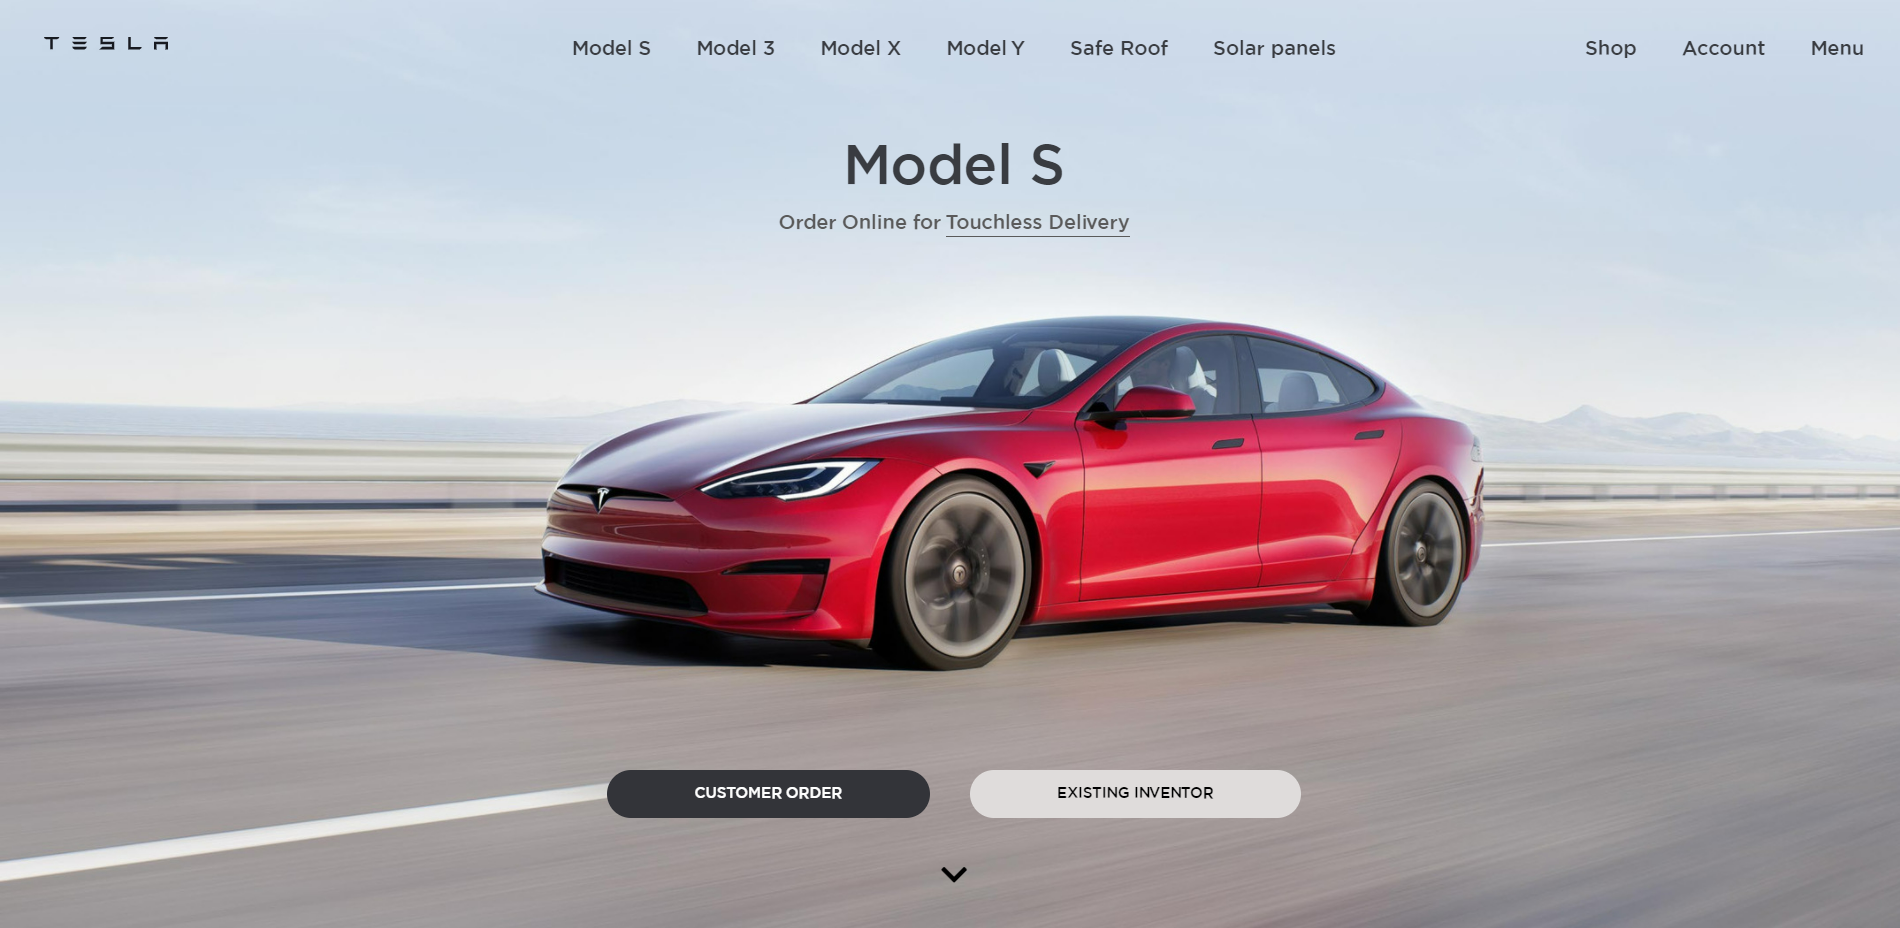 TESLA
Model S Model 3 Model X Model Y Safe Roof Solar panels
Shop Account Menu
Model S
Order Online for Touchless Delivery
CUSTOMER ORDER
EXISTING INVENTOR